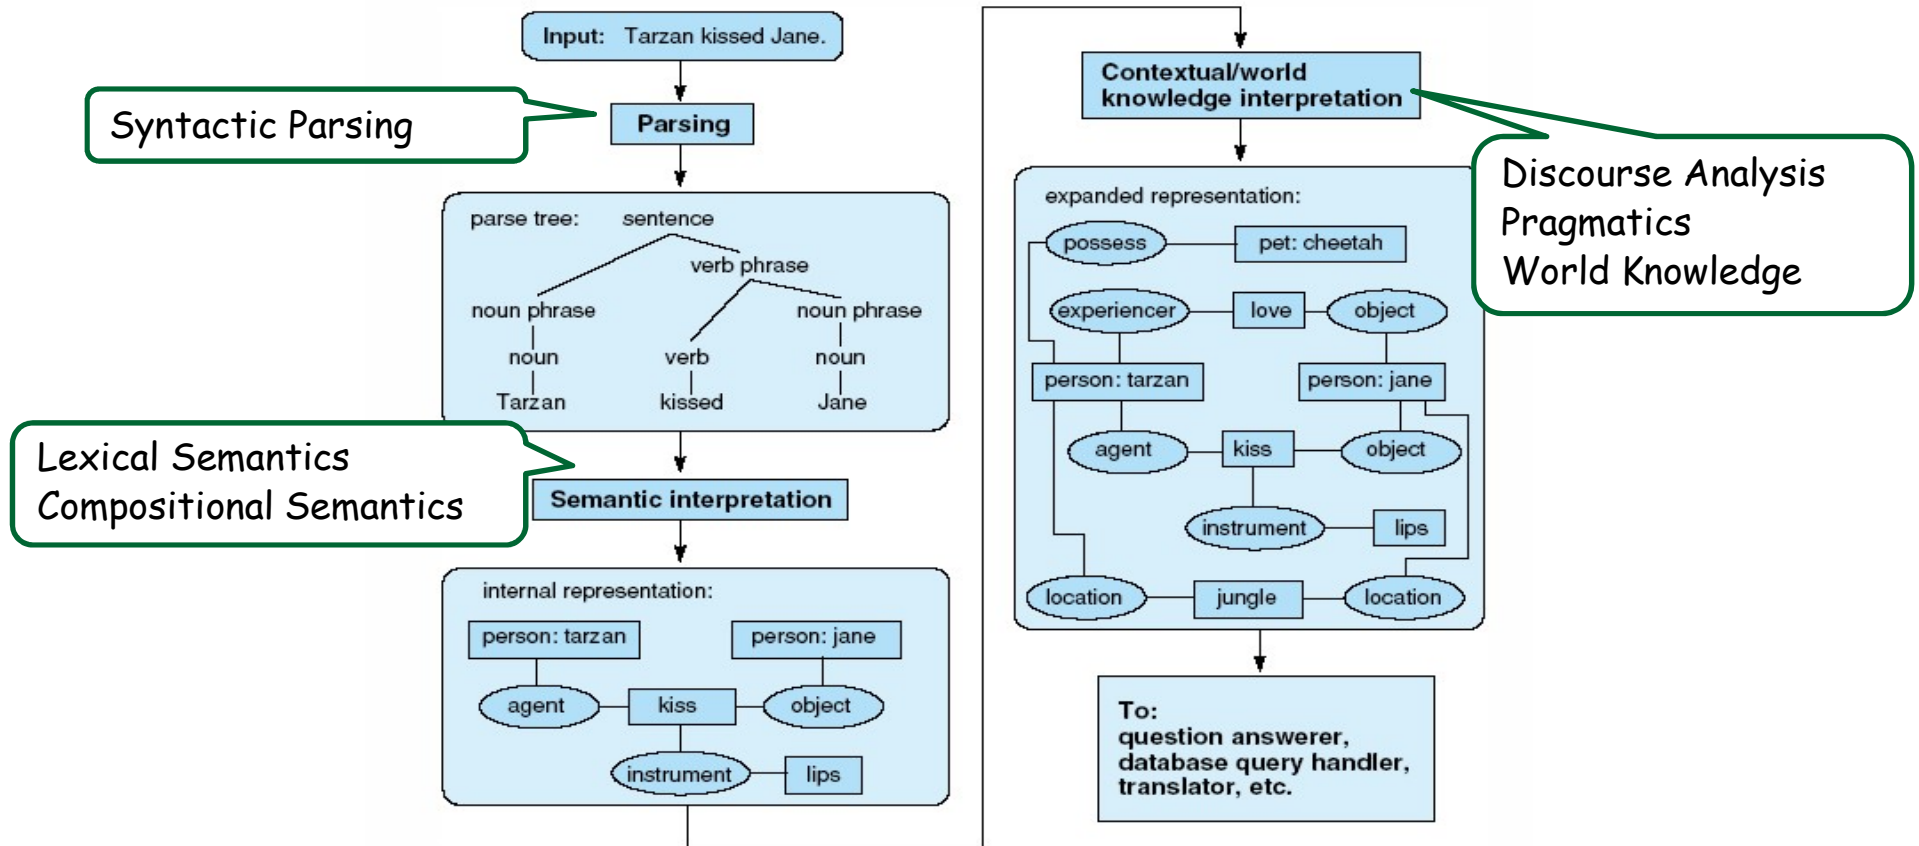 Input: Tarzan kissed Jane.
Syntactic Parsing
Parsing
parse tree: sentence
verb phrase
noun phrase noun phrase
noun verb noun
Tarzan kissed Jane
Lexical Semantics
Compositional Semantics
Semantic interpretation
internal representation:
person: tarzan person: jane
agent kiss object
instrument lips
Contextual/world
knowledge interpretation
Discourse Analysis
Pragmatics
World Knowledge
expanded representation:
possess pet: cheetah
experiencer love object
person: tarzan person: jane
agent kiss object
instrument lips
location jungle location
To:
question answerer,
database query handler,
translator, etc.